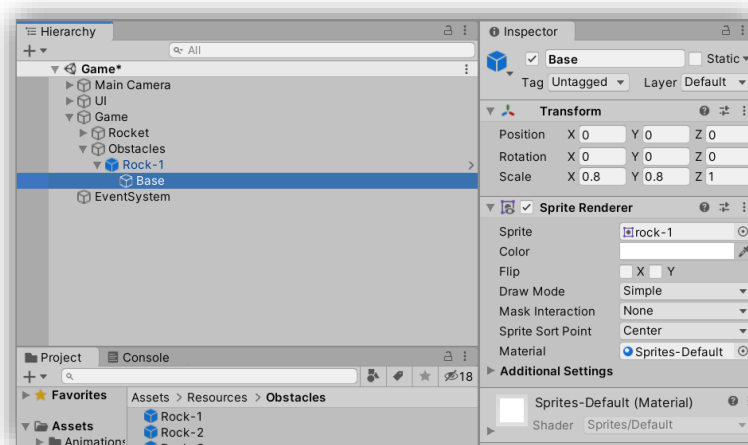 Hierarchy
All
Game*
Main Camera
UI
Game
Rocket
Obstacles
Rock-1
Base
EventSystem
Project Console
18
Favorites
Assets
Animations
Assets > Resources > Obstacles
Rock-1
Rock-2
Inspector
Base Static
Tag Untagged Layer Default
Transform
Position X 0 Y 0 Z 0
Rotation X 0 Y 0 Z 0
Scale X 0.8 Y 0.8 Z 1
Sprite Renderer
Sprite rock-1
Color
Flip X Y
Draw Mode Simple
Mask Interaction None
Sprite Sort Point Center
Material Sprites-Default
Additional Settings
Sprites-Default (Material)
Shader Sprites/Default